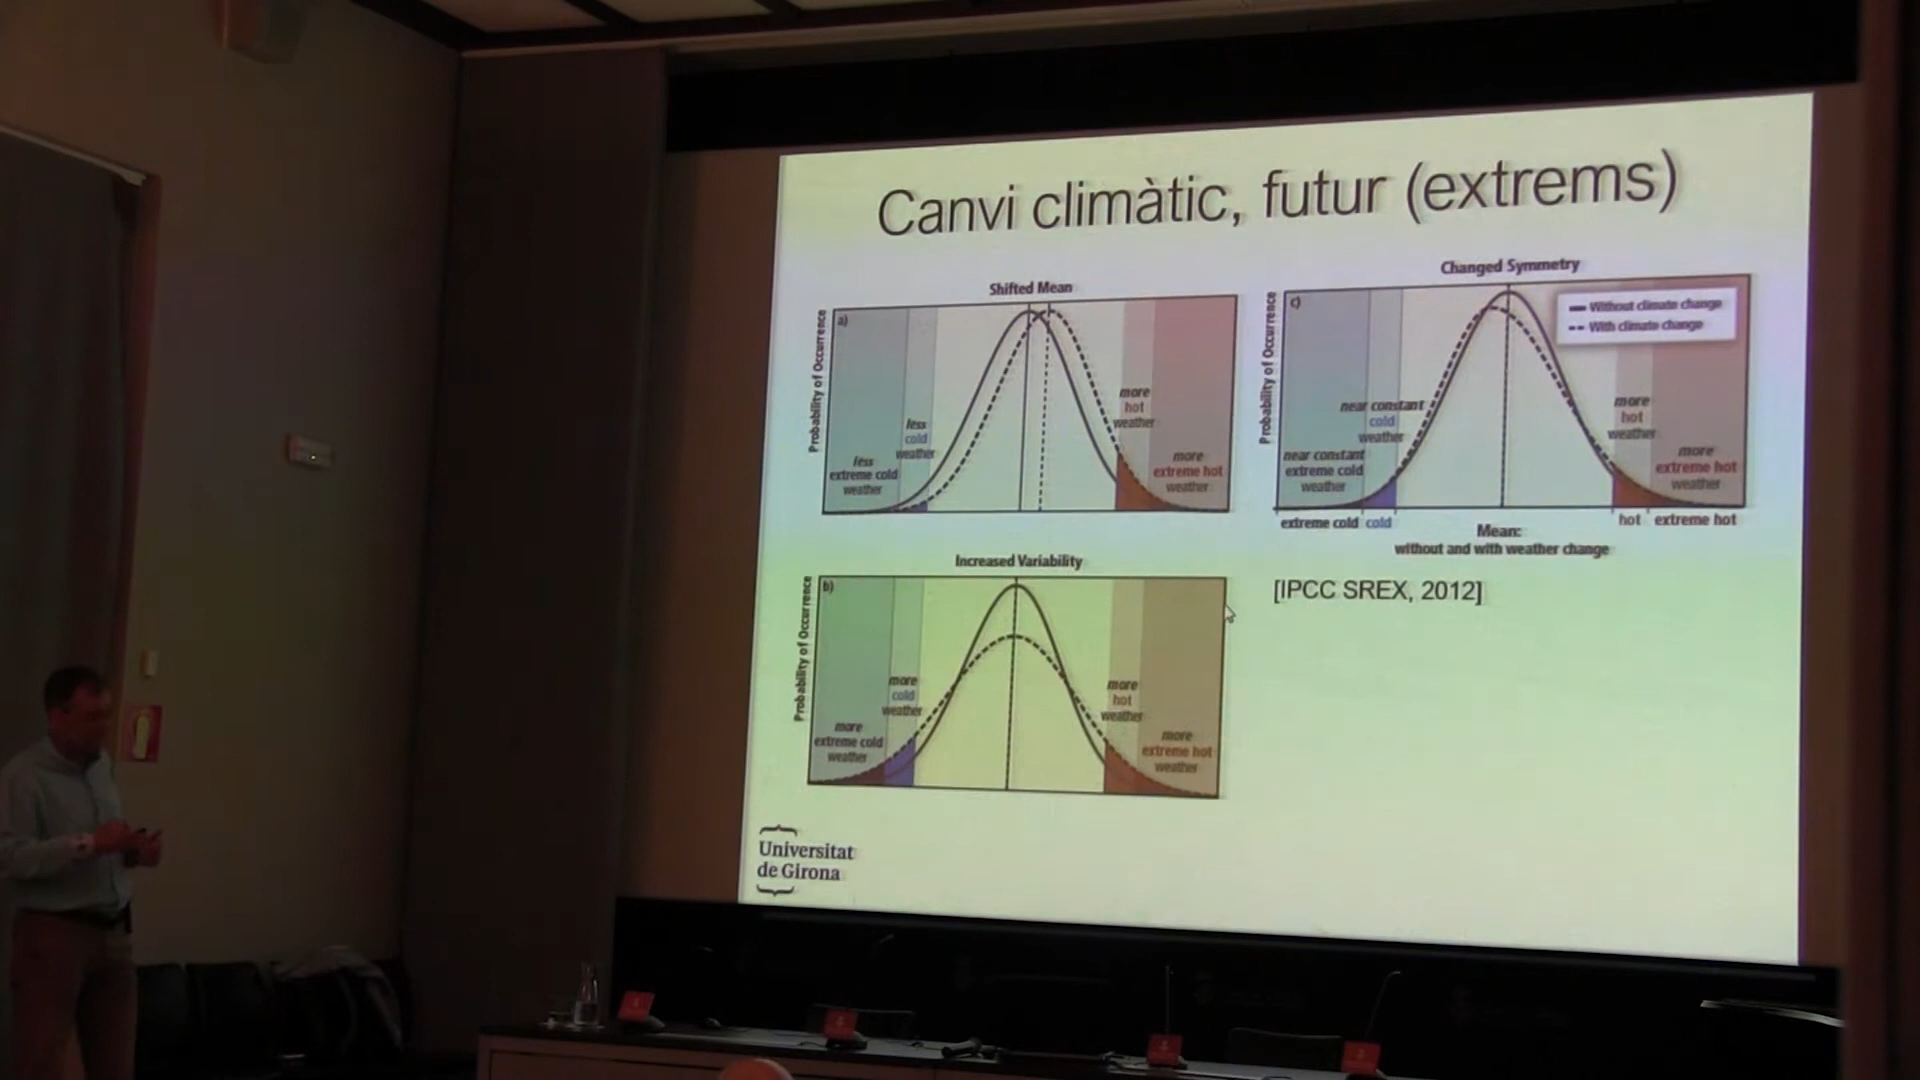 Canvi climàtic, futur (extrems)
Shifted Mean
Probability of Occurrence
a)
less
extreme cold
weather
less
cold
weather
more
hot
weather
more
extreme hot
weather
Changed Symmetry
Probability of Occurrence
c)
Without climate change
With climate change
near constant
extreme cold
weather
near constant
cold
weather
more
hot
weather
more
extreme hot
weather
extreme cold cold
hot extreme hot
Mean:
without and with weather change
Increased Variability
Probability of Occurrence
b)
more
extreme cold
weather
more
cold
weather
more
hot
weather
more
extreme hot
weather
[IPCC SREX, 2012]
Universitat
de Girona